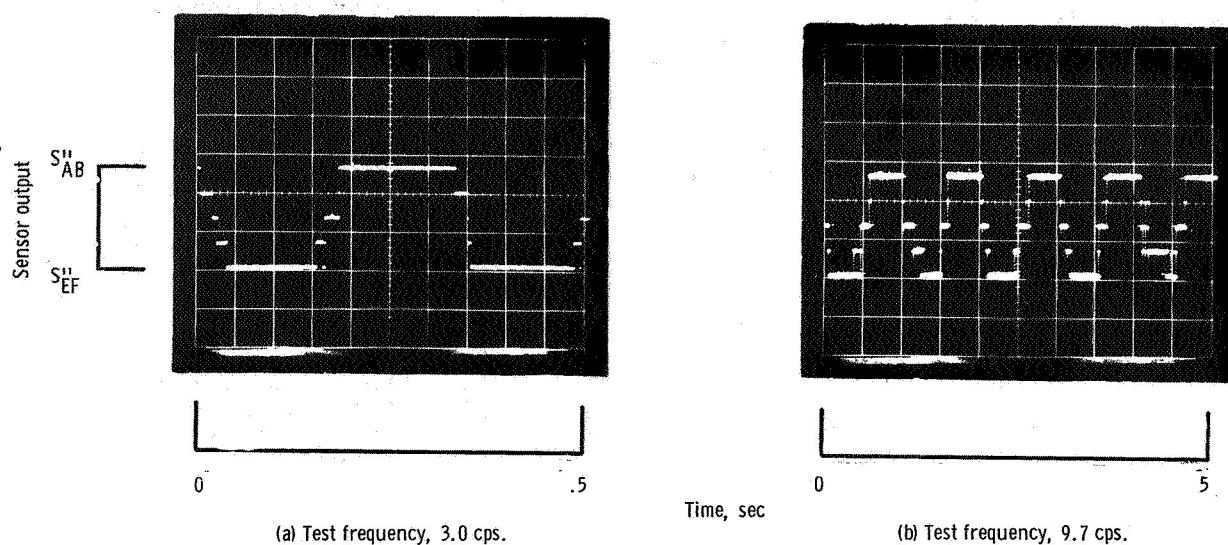 Sensor output
S"AB
S"EF
0 .5
0 5
Time, sec
(a) Test frequency, 3.0 cps.
(b) Test frequency, 9.7 cps.